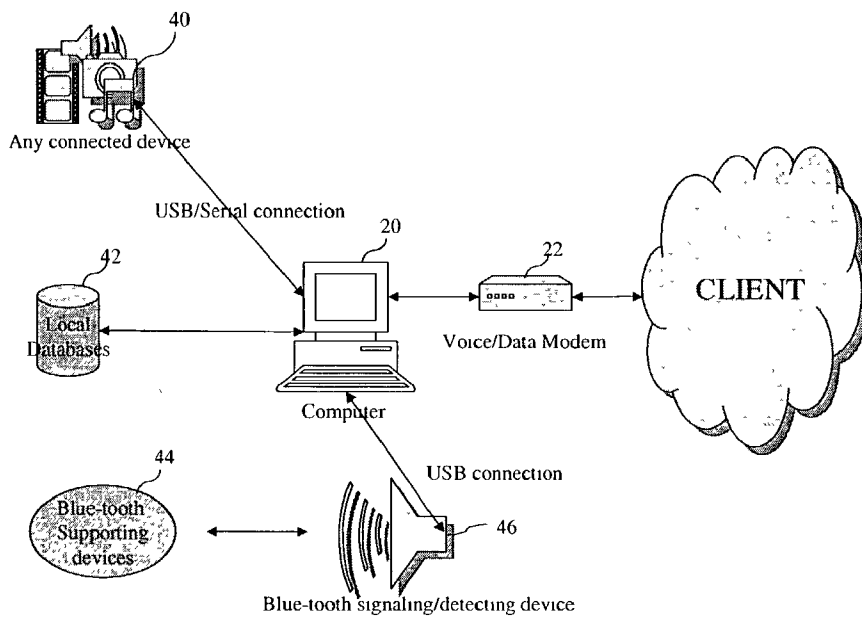 40
Any connected device
USB/Serial connection
20
42
22
Local
Databases
CLIENT
Voice/Data Modem
Computer
44
USB connection
Blue-tooth
Supporting
devices
46
Blue-tooth signaling/detecting device